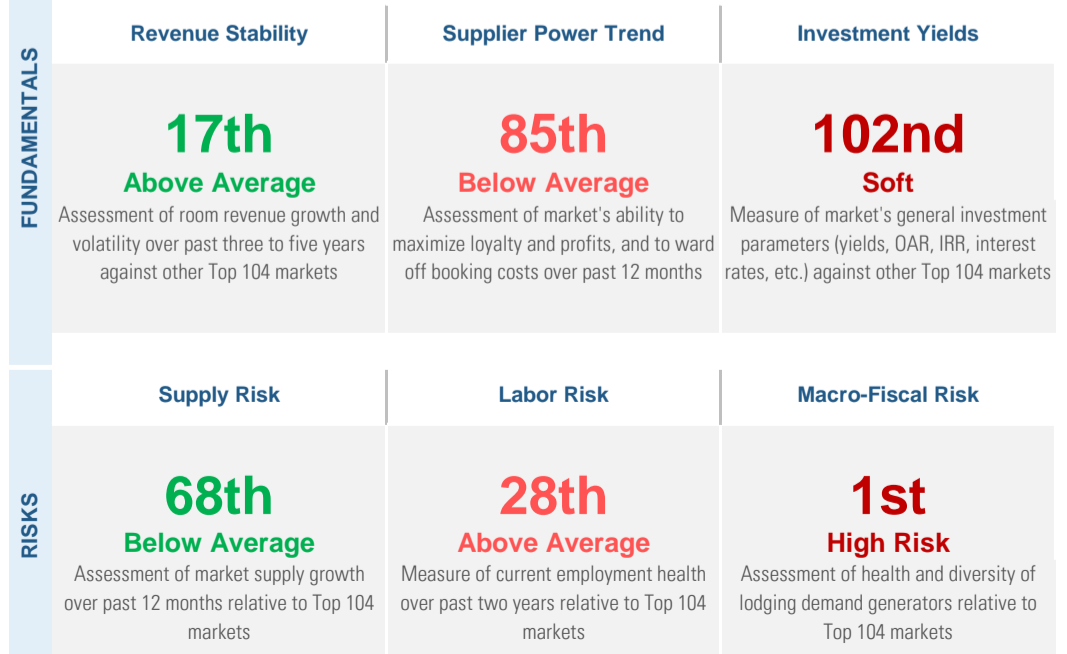 FUNDAMENTALS
Revenue Stability
17th
Above Average
Assessment of room revenue growth and
volatility over past three to five years
against other Top 104 markets
Supplier Power Trend
85th
Below Average
Assessment of market's ability to
maximize loyalty and profits, and to ward
off booking costs over past 12 months
Investment Yields
102nd
Soft
Measure of market's general investment
parameters (yields, OAR, IRR, interest
rates, etc.) against other Top 104 markets
RISKS
Supply Risk
68th
Below Average
Assessment of market supply growth
over past 12 months relative to Top 104
markets
Labor Risk
28th
Above Average
Measure of current employment health
over past two years relative to Top 104
markets
Macro-Fiscal Risk
1st
High Risk
Assessment of health and diversity of
lodging demand generators relative to
Top 104 markets